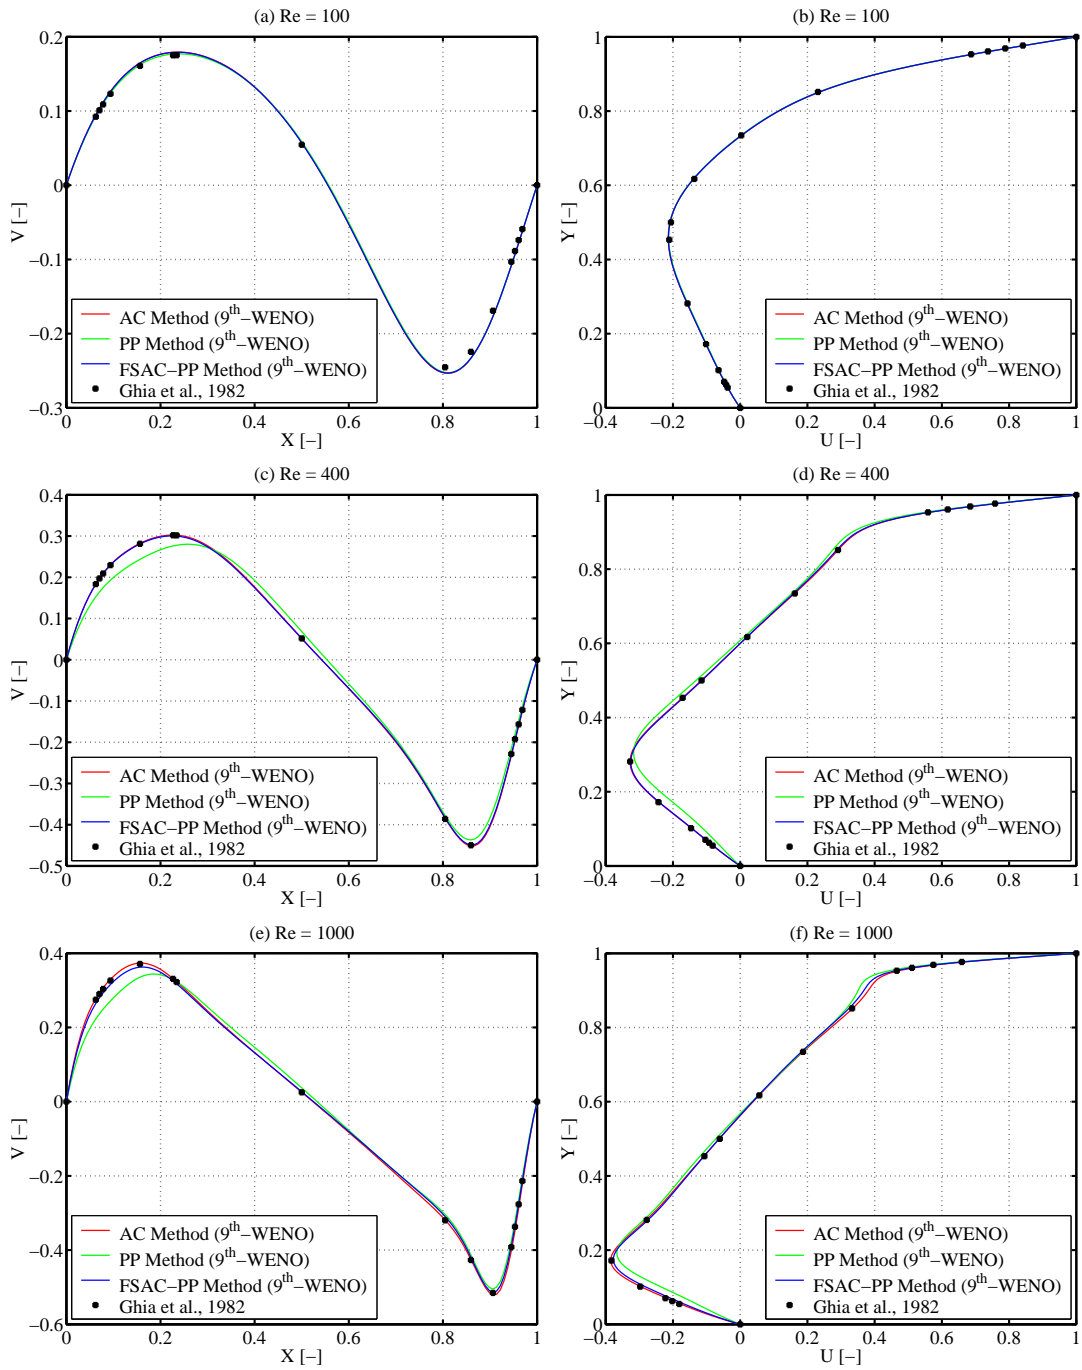 (a) Re = 100
0.2
0.1
0
−0.1
−0.2
−0.3
V [−]
0 0.2 0.4 0.6 0.8 1
X [−]
AC Method (9th−WENO)
PP Method (9th−WENO)
FSAC−PP Method (9th−WENO)
Ghia et al., 1982
(b) Re = 100
1
0.8
0.6
0.4
0.2
0
Y [−]
−0.4 −0.2 0 0.2 0.4 0.6 0.8 1
U [−]
AC Method (9th−WENO)
PP Method (9th−WENO)
FSAC−PP Method (9th−WENO)
Ghia et al., 1982
(c) Re = 400
0.4
0.3
0.2
0.1
0
−0.1
−0.2
−0.3
−0.4
−0.5
V [−]
0 0.2 0.4 0.6 0.8 1
X [−]
AC Method (9th−WENO)
PP Method (9th−WENO)
FSAC−PP Method (9th−WENO)
Ghia et al., 1982
(d) Re = 400
1
0.8
0.6
0.4
0.2
0
Y [−]
−0.4 −0.2 0 0.2 0.4 0.6 0.8 1
U [−]
AC Method (9th−WENO)
PP Method (9th−WENO)
FSAC−PP Method (9th−WENO)
Ghia et al., 1982
(e) Re = 1000
0.4
0.2
0
−0.2
−0.4
−0.6
V [−]
0 0.2 0.4 0.6 0.8 1
X [−]
AC Method (9th−WENO)
PP Method (9th−WENO)
FSAC−PP Method (9th−WENO)
Ghia et al., 1982
(f) Re = 1000
1
0.8
0.6
0.4
0.2
0
Y [−]
−0.4 −0.2 0 0.2 0.4 0.6 0.8 1
U [−]
AC Method (9th−WENO)
PP Method (9th−WENO)
FSAC−PP Method (9th−WENO)
Ghia et al., 1982